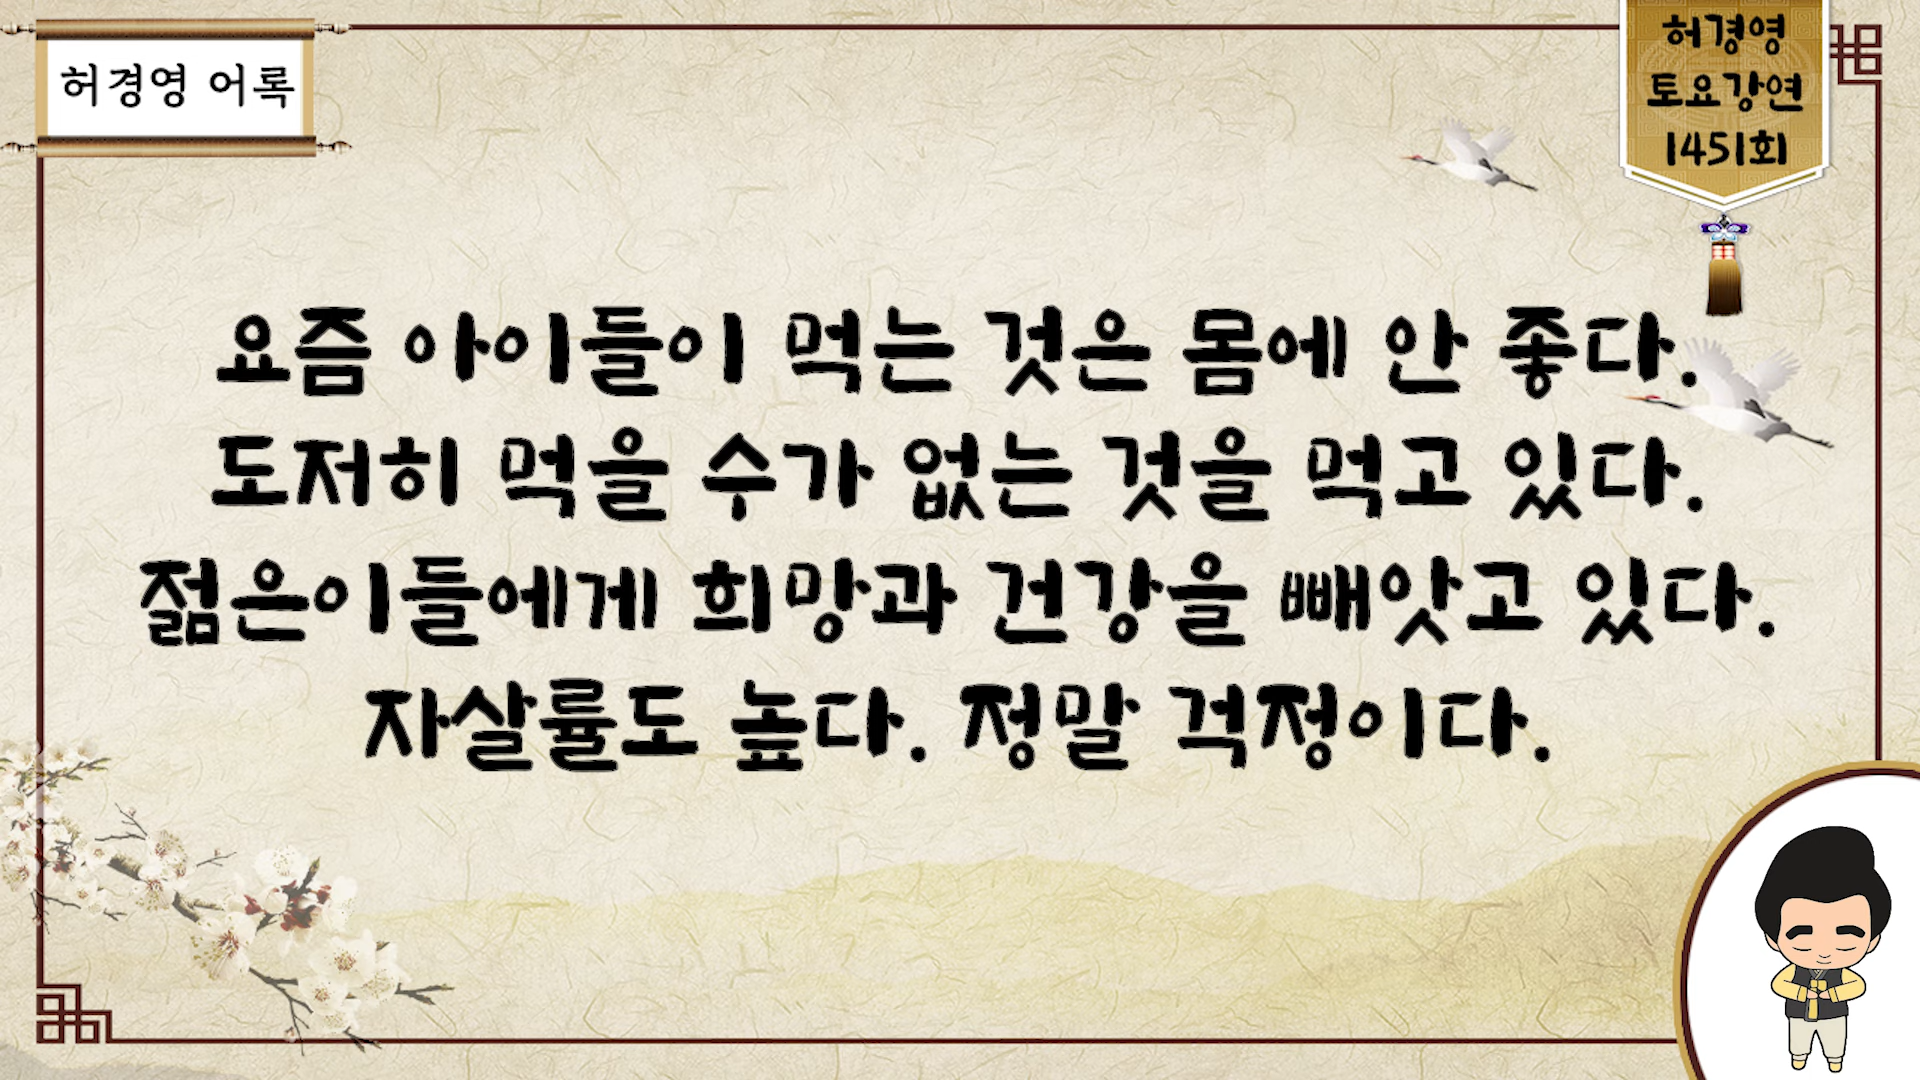 허경영 어록
허경영
토요강연
1451회
요즘 아이들이 먹는 것은 몸에 안 좋다.
도저히 먹을 수가 없는 것을 먹고 있다.
젊은이들에게 희망과 건강을 빼앗고 있다.
자살률도 높다. 정말 걱정이다.